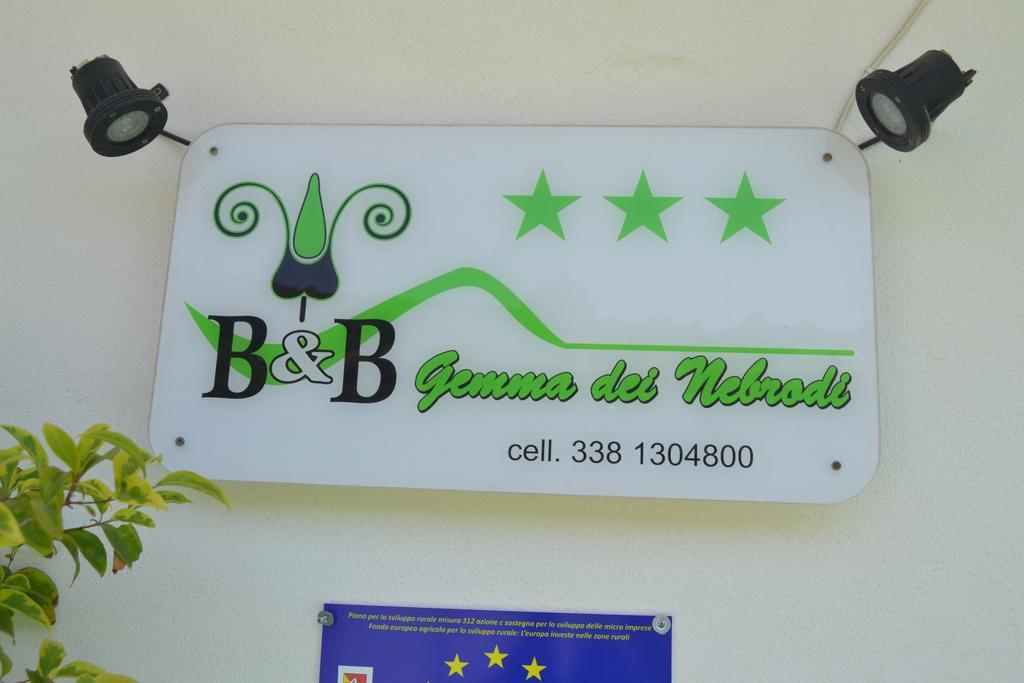 B&B Gemma dei Nebrodi
cell. 338 1304800
Piano per lo sviluppo rurale misura 312 azione c sostegno per lo sviluppo delle micro imprese
Fondo europeo agricolo per lo sviluppo rurale: L'europa investe nelle zone rurali